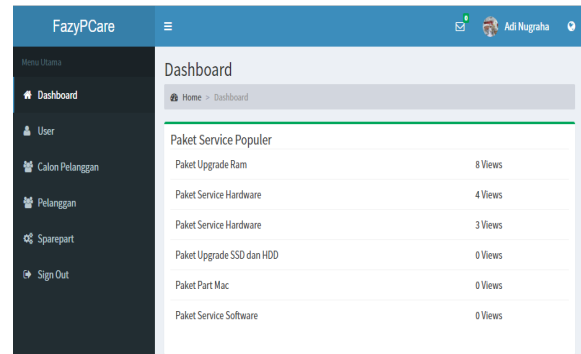 FazyPCare
0 Adi Nugraha
Menu Utama
Dashboard
User
Calon Pelanggan
Pelanggan
Sparepart
Sign Out
Dashboard
Home > Dashboard
Paket Service Populer
Paket Upgrade Ram 8 Views
Paket Service Hardware 4 Views
Paket Service Hardware 3 Views
Paket Upgrade SSD dan HDD 0 Views
Paket Part Mac 0 Views
Paket Service Software 0 Views